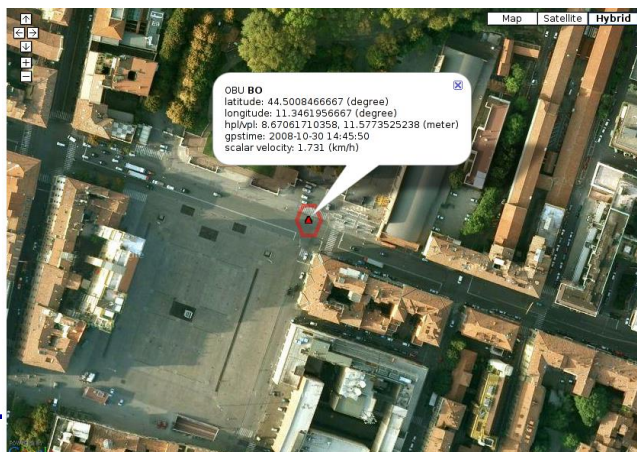 Map Satellite Hybrid
OBU BO
latitude: 44.5008466667 (degree)
longitude: 11.3461956667 (degree)
hpl/vpl: 8.67061710358, 11.5773525238 (meter)
gpstime: 2008-10-30 14:45:50
scalar velocity: 1.731 (km/h)